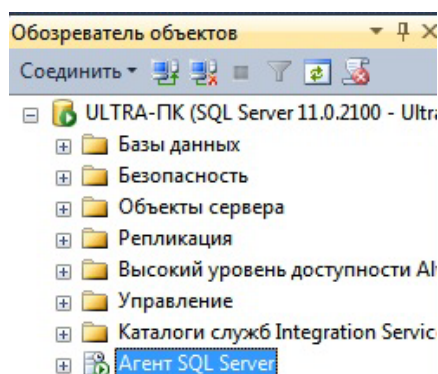 Обозреватель объектов
Соединить
ULTRA-ПК (SQL Server 11.0.2100 - Ultra
Базы данных
Безопасность
Объекты сервера
Репликация
Высокий уровень доступности Al
Управление
Каталоги служб Integration Servic
Агент SQL Server